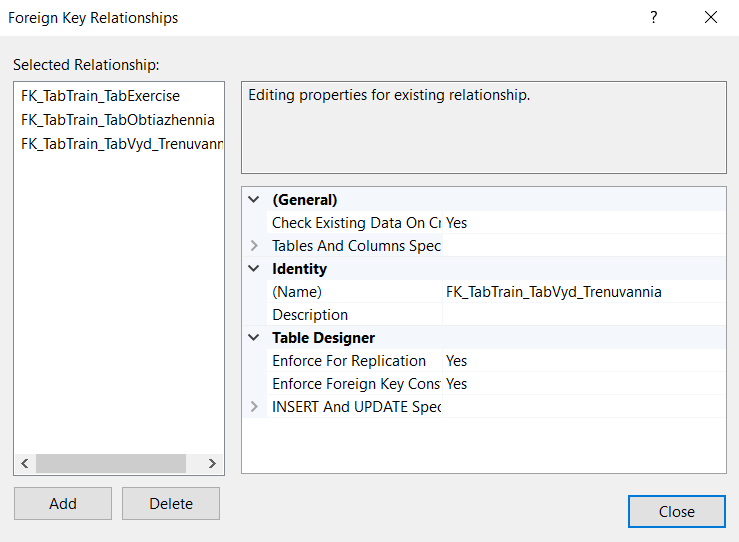 Foreign Key Relationships
?
Selected Relationship:
FK_TabTrain_TabExercise
FK_TabTrain_TabObtiazhennia
FK_TabTrain_TabVyd_Trenuvann
Editing properties for existing relationship.
(General)
Check Existing Data On Cr Yes
Tables And Columns Spec
Identity
(Name) FK_TabTrain_TabVyd_Trenuvannia
Description
Table Designer
Enforce For Replication Yes
Enforce Foreign Key Cons Yes
INSERT And UPDATE Spec
Add Delete
Close